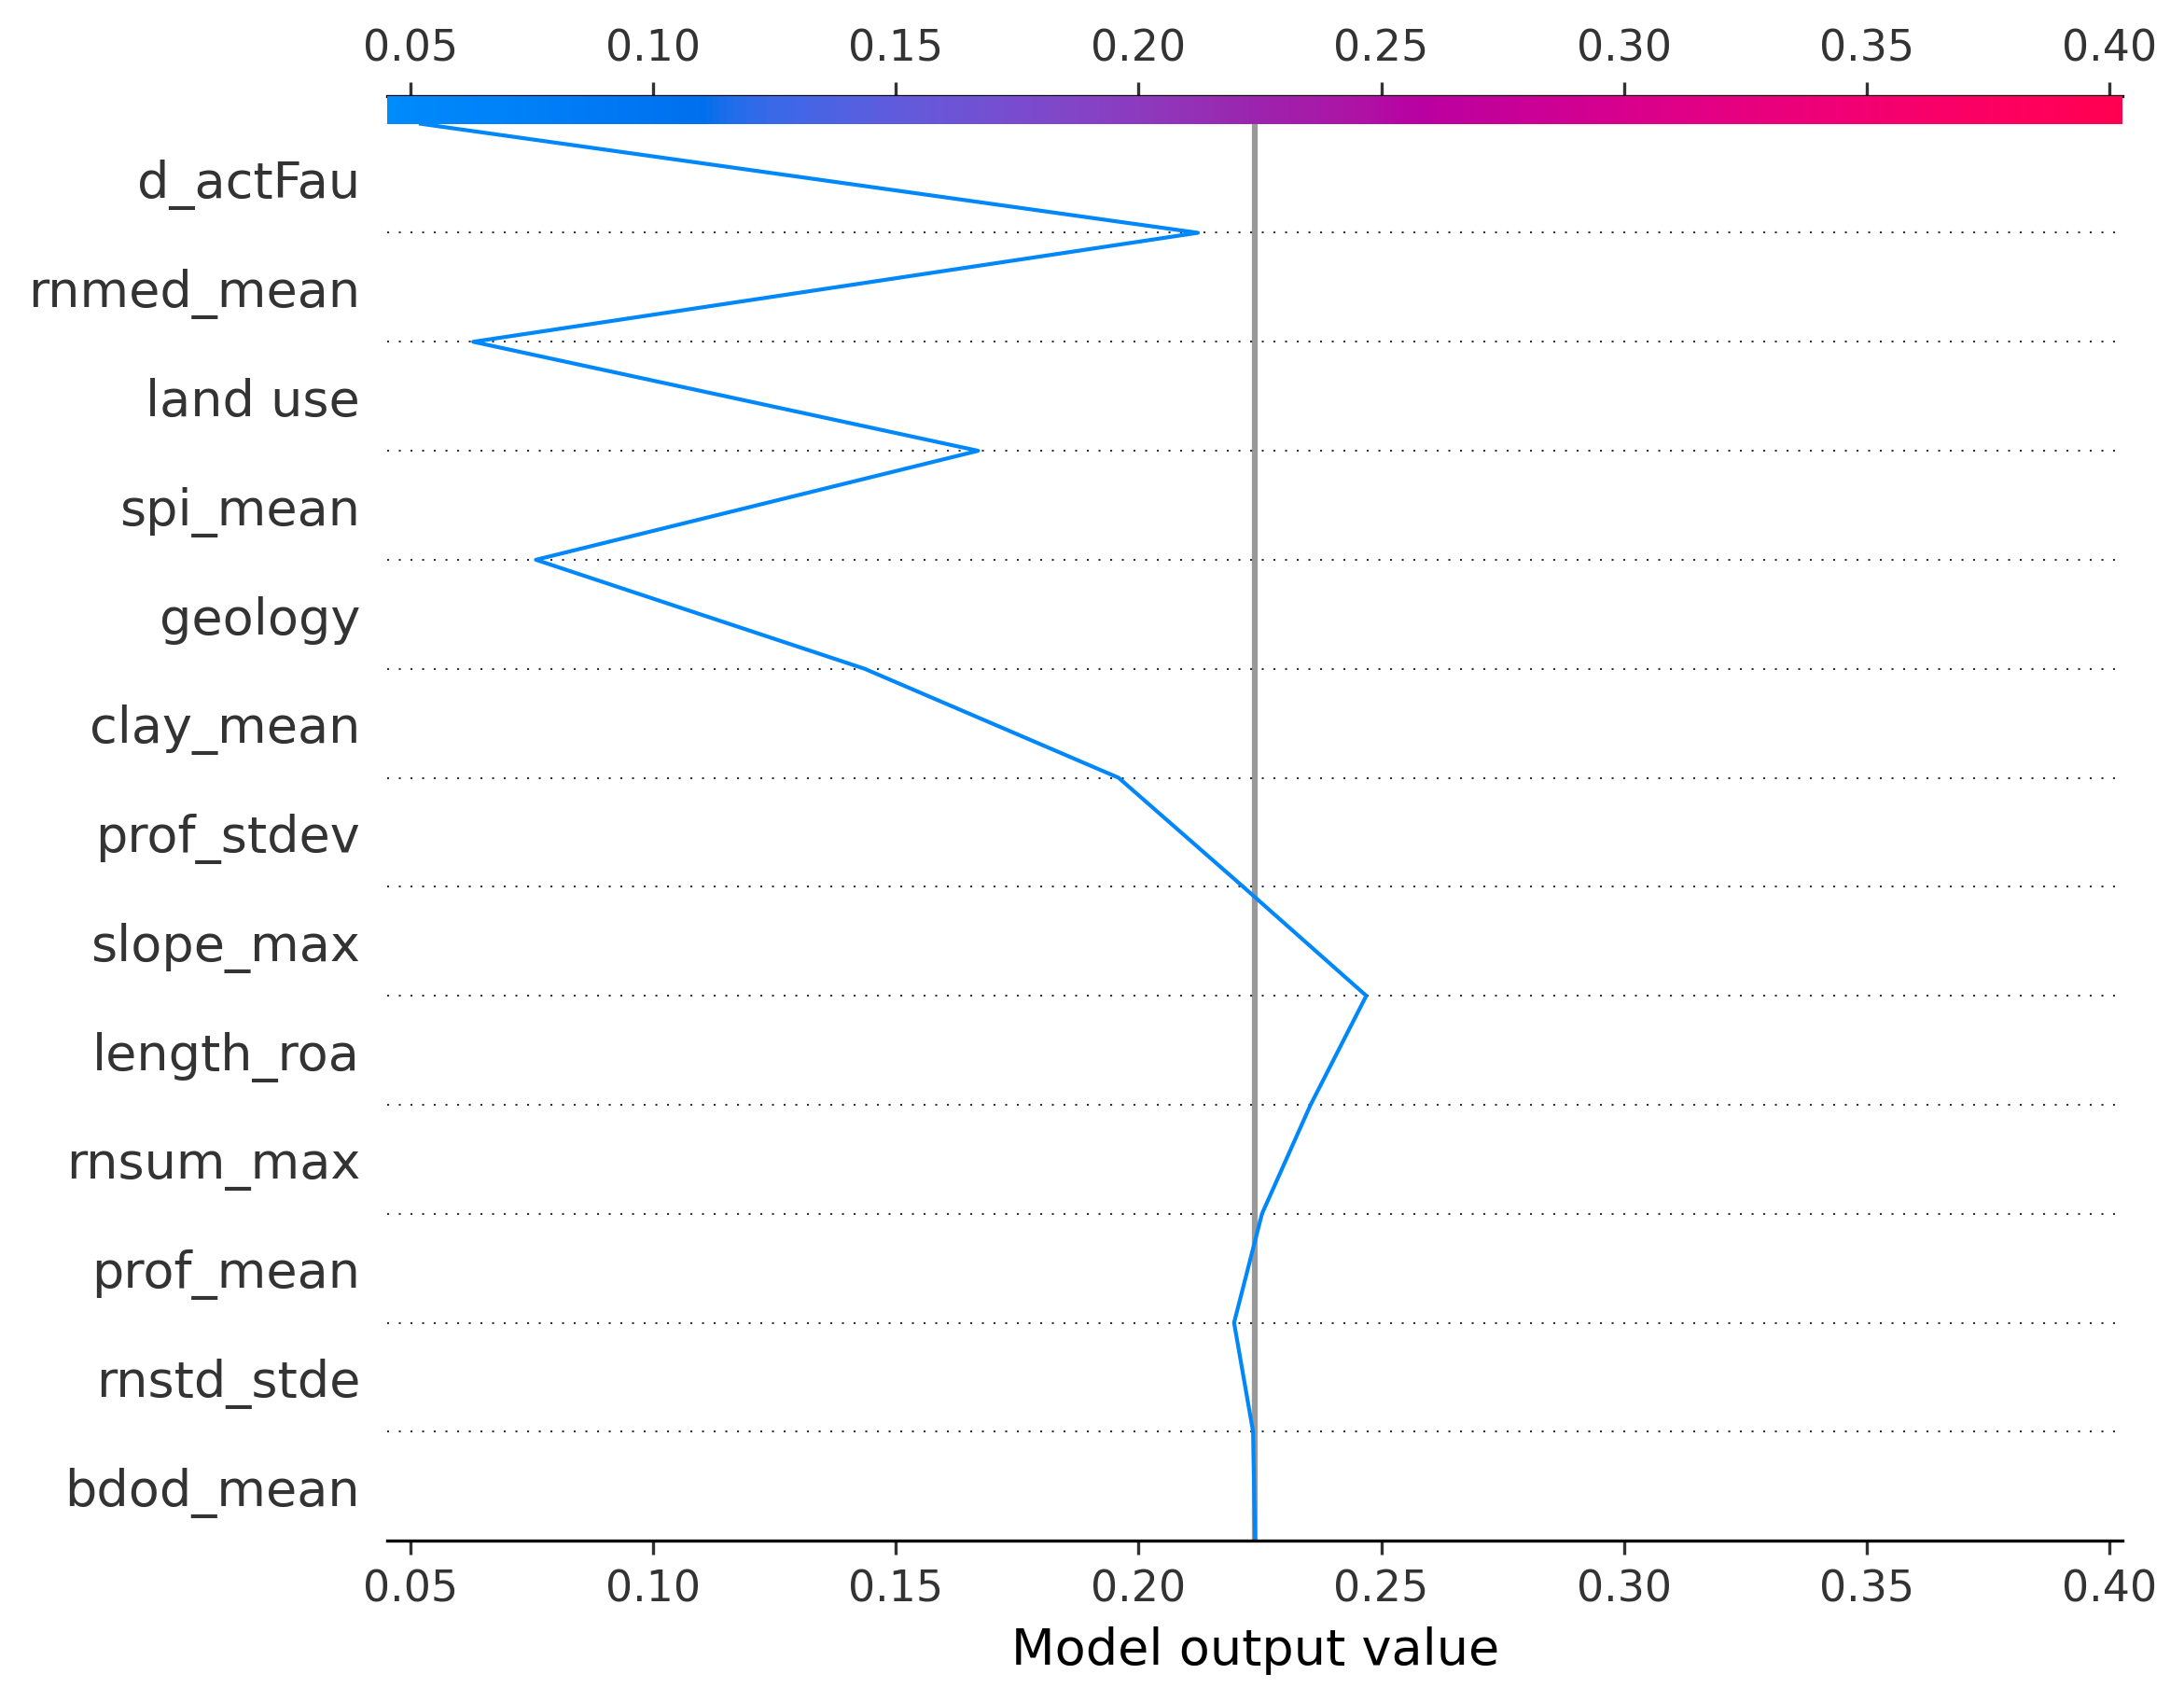 0.05 0.10 0.15 0.20 0.25 0.30 0.35 0.40
d_actFau
rnmed_mean
land use
spi_mean
geology
clay_mean
prof_stdev
slope_max
length_roa
rnsum_max
prof_mean
rnstd_stde
bdod_mean
0.05 0.10 0.15 0.20 0.25 0.30 0.35 0.40
Model output value